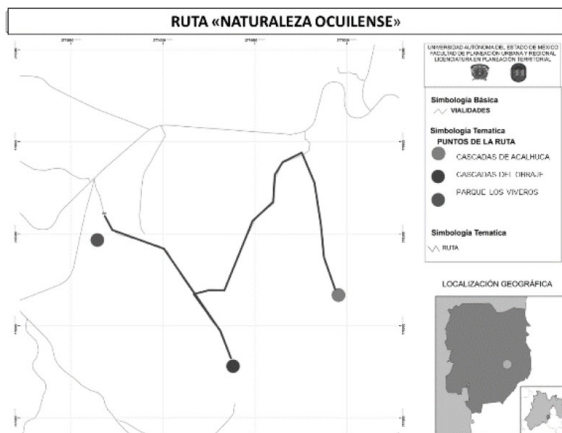 RUTA «NATURALEZA OCUILENSE»
UNIVERSIDAD AUTÓNOMA DEL ESTADO DE MÉXICO
FACULTAD DE PLANEACIÓN URBANA Y REGIONAL
LICENCIATURA EN PLANEACIÓN TERRITORIAL
Simbología Básica
VIALIDADES
Simbología Tematica
PUNTOS DE LA RUTA
CASCADAS DE ACALHUCA
CASCADAS DEL OBRAJE
PARQUE LOS VIVEROS
Simbología Tematica
RUTA
LOCALIZACIÓN GEOGRÁFICA